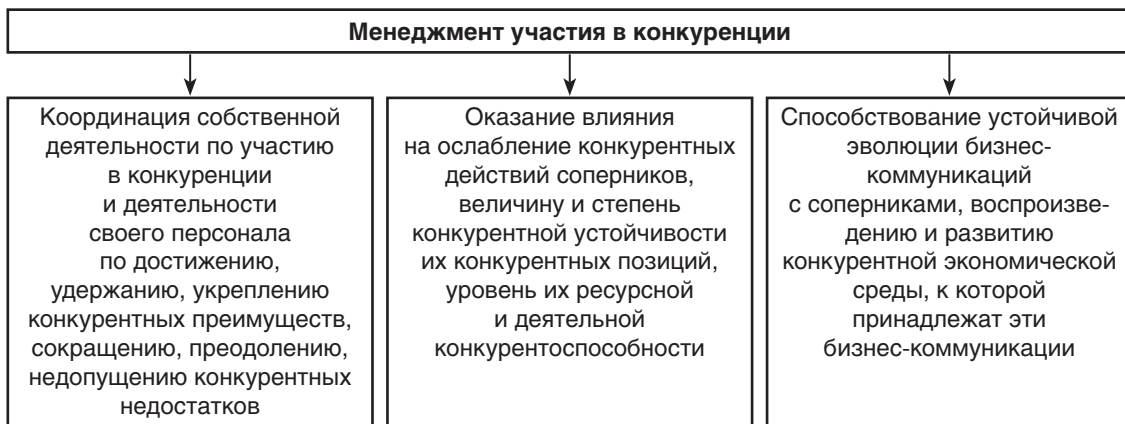 Менеджмент участия в конкуренции
Координация собственной
деятельности по участию
в конкуренции
и деятельности
своего персонала
по достижению,
удержанию, укреплению
конкурентных преимуществ,
сокращению, преодолению,
недопущению конкурентных
недостатков
Оказание влияния
на ослабление конкурентных
действий соперников,
величину и степень
конкурентной устойчивости
их конкурентных позиций,
уровень их ресурсной
и деятельной
конкурентоспособности
Способствование устойчивой
эволюции бизнес-
коммуникаций
с соперниками, воспроизве-
дению и развитию
конкурентной экономической
среды, к которой
принадлежат эти
бизнес-коммуникации